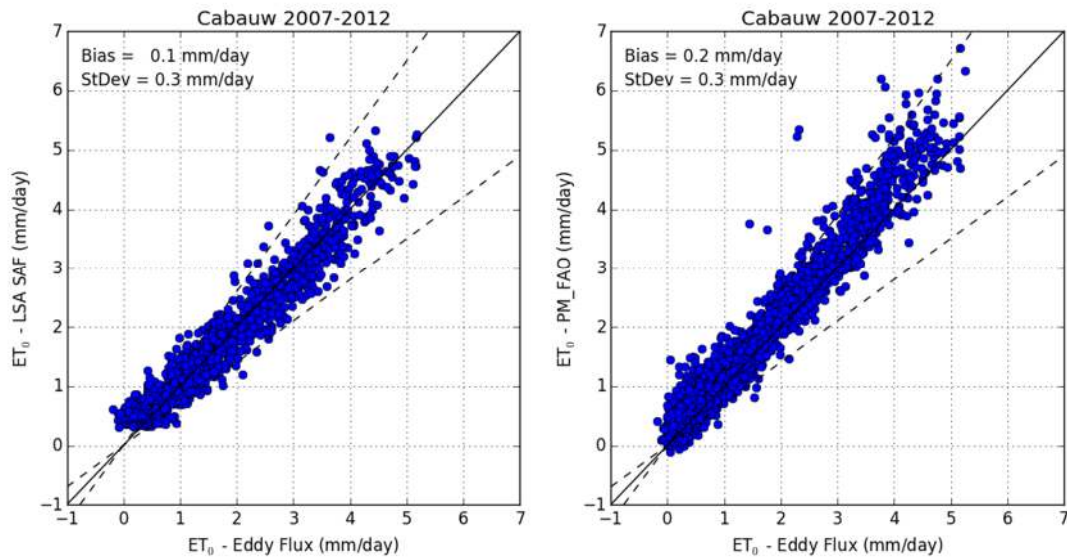 Cabauw 2007-2012
Bias = 0.1 mm/day
StDev = 0.3 mm/day
7
6
5
4
3
2
1
0
−1
ET₀ - LSA SAF (mm/day)
−1 0 1 2 3 4 5 6 7
ET₀ - Eddy Flux (mm/day)
Cabauw 2007-2012
Bias = 0.2 mm/day
StDev = 0.3 mm/day
7
6
5
4
3
2
1
0
−1
ET₀ - PM_FAO (mm/day)
−1 0 1 2 3 4 5 6 7
ET₀ - Eddy Flux (mm/day)